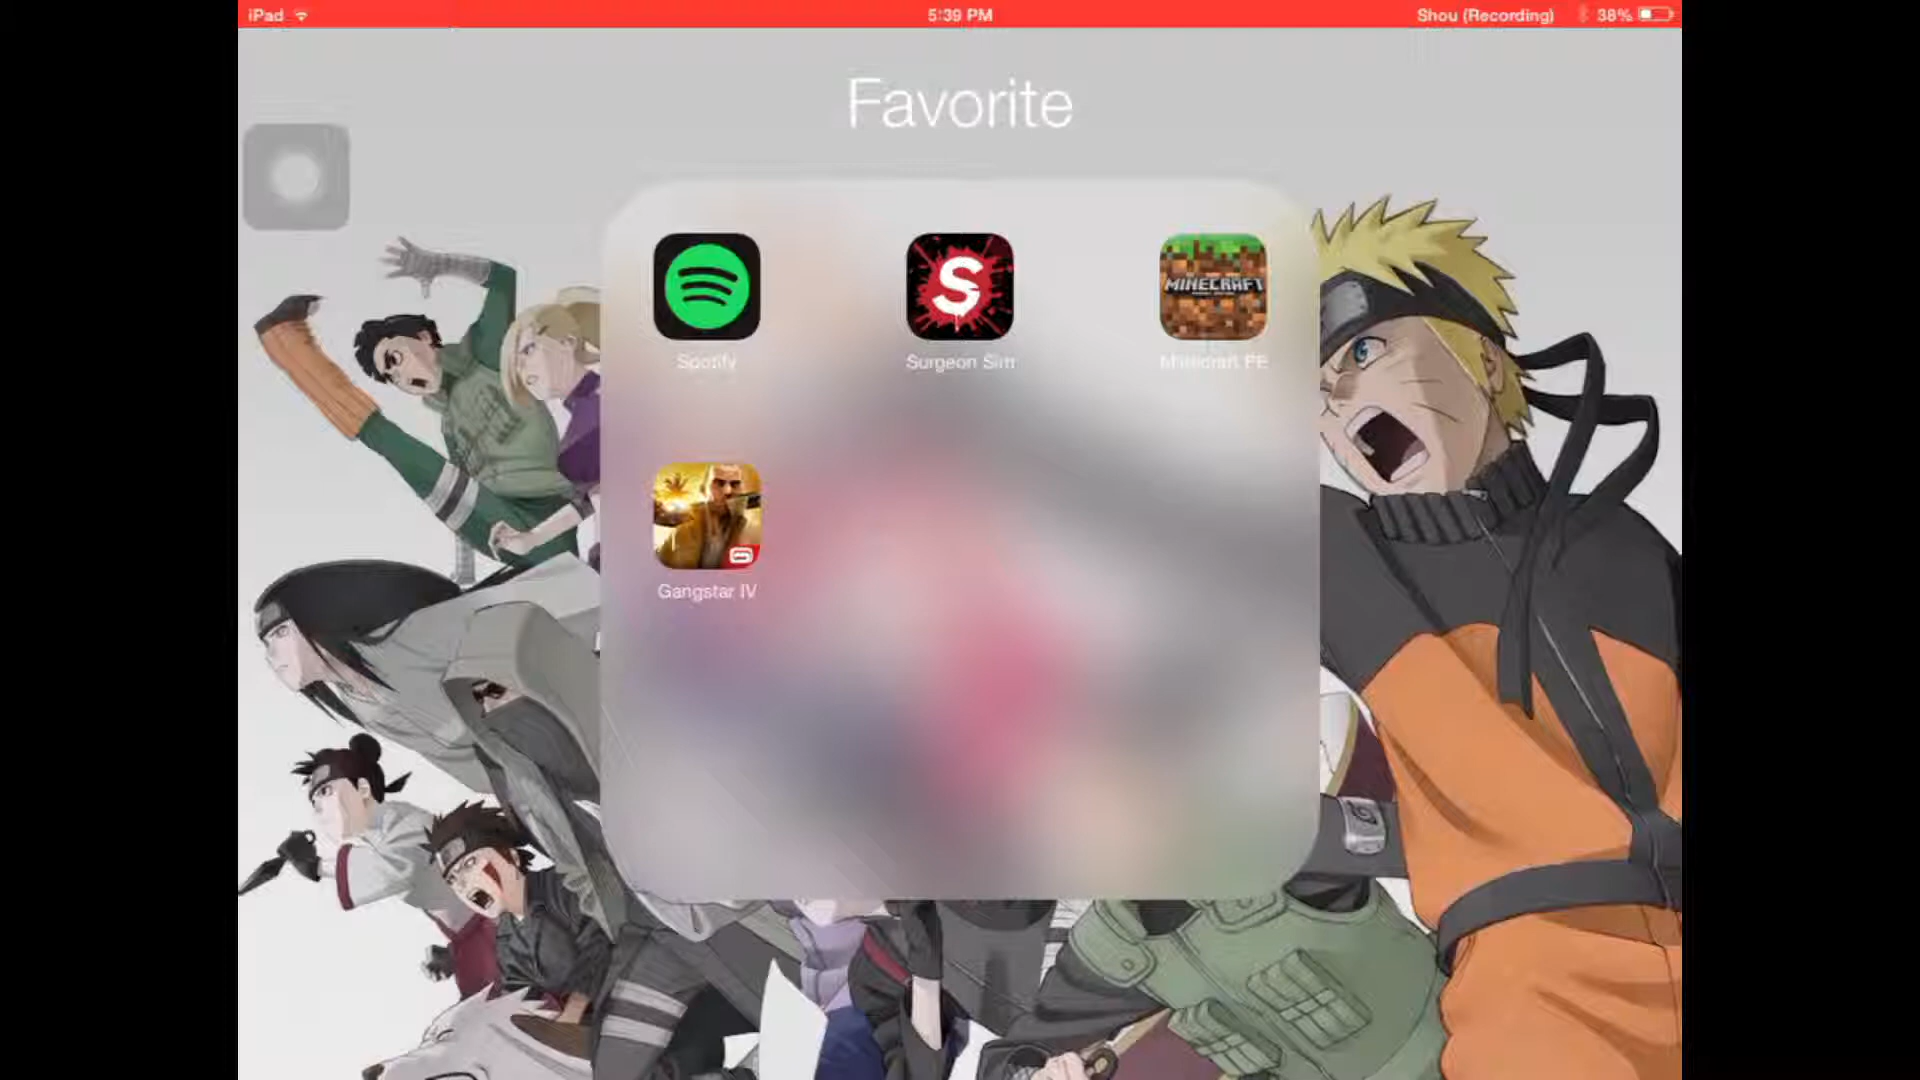 iPad 5:39 PM Shou (Recording) 38%
Favorite
Spotify Surgeon Sim Minecraft PE
S
MINECRAFT
Gangstar IV